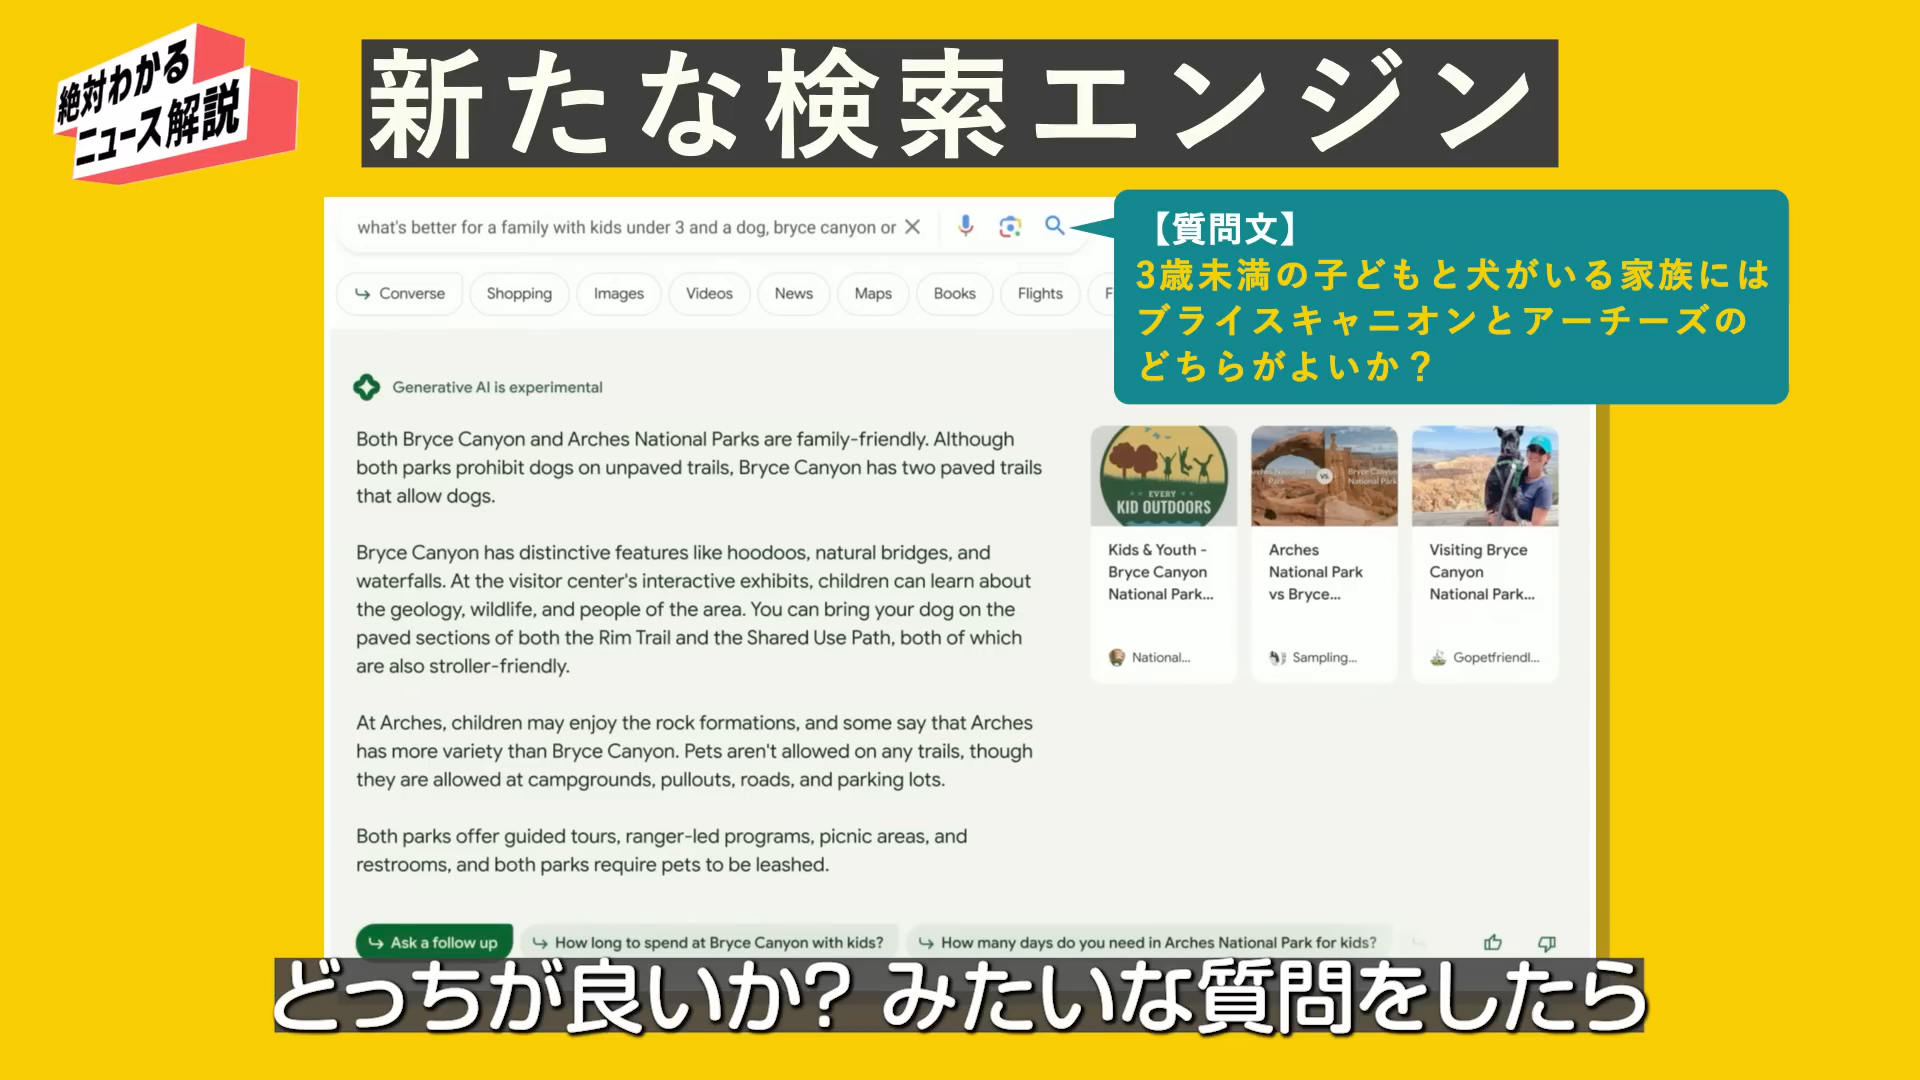 絶対わかる
ニュース解説
新たな検索エンジン
what's better for a family with kids under 3 and a dog, bryce canyon or
【質問文】
3歳未満の子どもと犬がいる家族には
ブライスキャニオンとアーチーズの
どちらがよいか?
Converse
Shopping
Images
Videos
News
Maps
Books
Flights
F
Generative AI is experimental
Both Bryce Canyon and Arches National Parks are family-friendly. Although
both parks prohibit dogs on unpaved trails, Bryce Canyon has two paved trails
that allow dogs.
Bryce Canyon has distinctive features like hoodoos, natural bridges, and
waterfalls. At the visitor center's interactive exhibits, children can learn about
the geology, wildlife, and people of the area. You can bring your dog on the
paved sections of both the Rim Trail and the Shared Use Path, both of which
are also stroller-friendly.
At Arches, children may enjoy the rock formations, and some say that Arches
has more variety than Bryce Canyon. Pets aren't allowed on any trails, though
they are allowed at campgrounds, pullouts, roads, and parking lots.
Both parks offer guided tours, ranger-led programs, picnic areas, and
restrooms, and both parks require pets to be leashed.
EVERY
KID OUTDOORS
Kids & Youth -
Bryce Canyon
National Park...
National...
Arches National
Park
VS
Bryce Canyon
National Park
Arches
National Park
vs Bryce...
Sampling...
Visiting Bryce
Canyon
National Park...
Gopetfriendl...
Ask a follow up
How long to spend at Bryce Canyon with kids?
How many days do you need in Arches National Park for kids?
どっちが良いか? みたいな質問をしたら